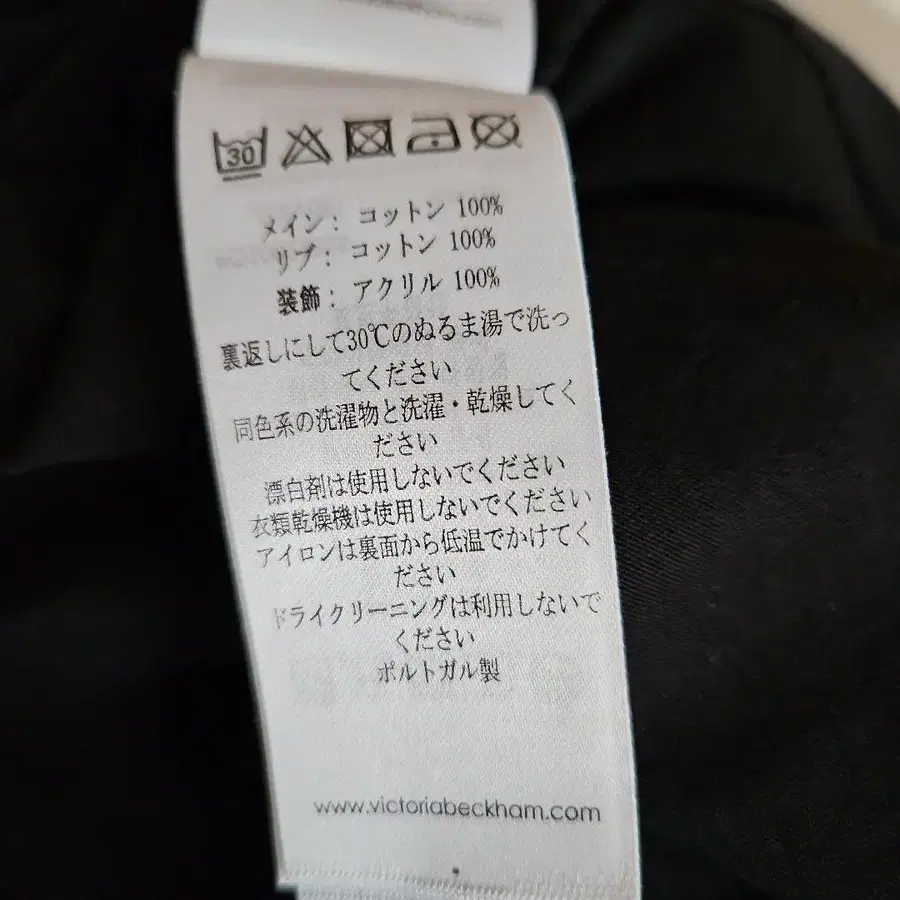 30
メイン： コットン 100%
リブ： コットン 100%
装飾： アクリル 100%
裏返しにして30℃のぬるま湯で洗っ
てください
同色系の洗濯物と洗濯・乾燥してく
ださい
漂白剤は使用しないでください
衣類乾燥機は使用しないでください
アイロンは裏面から低温でかけてく
ださい
ドライクリーニングは利用しないで
ください
ポルトガル製
www.victoriabeckham.com